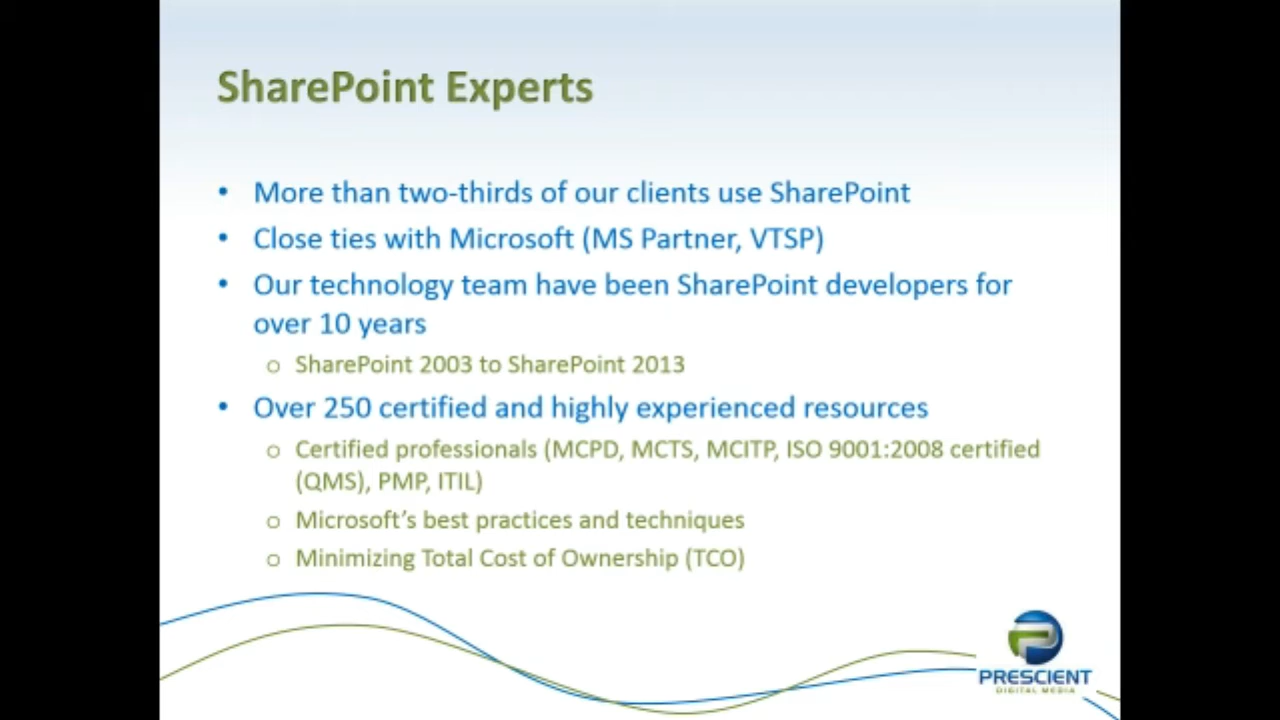 SharePoint Experts
• More than two-thirds of our clients use SharePoint
• Close ties with Microsoft (MS Partner, VTSP)
• Our technology team have been SharePoint developers for
over 10 years
o SharePoint 2003 to SharePoint 2013
• Over 250 certified and highly experienced resources
o Certified professionals (MCPD, MCTS, MCITP, ISO 9001:2008 certified
(QMS), PMP, ITIL)
o Microsoft’s best practices and techniques
o Minimizing Total Cost of Ownership (TCO)
PRESCIENT
DIGITAL MEDIA